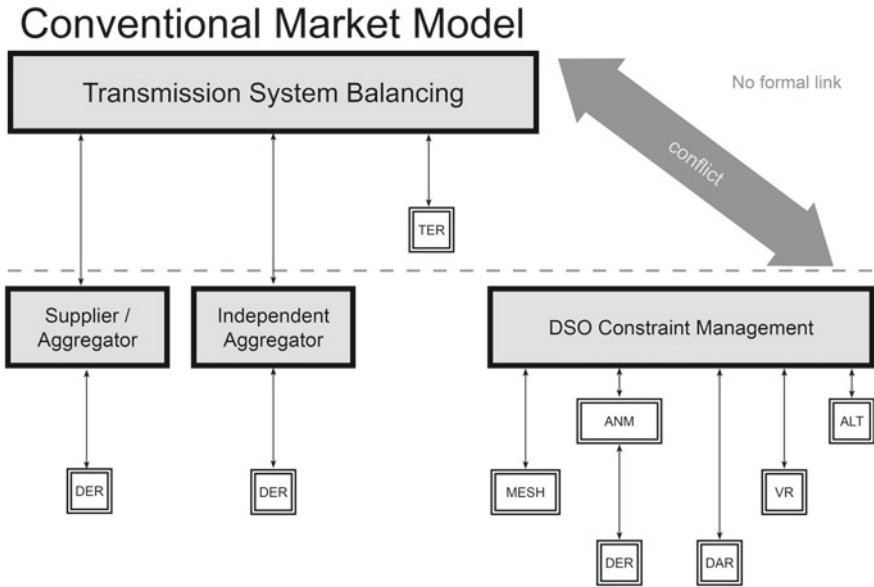 Conventional Market Model
Transmission System Balancing
No formal link
conflict
TER
Supplier /
Aggregator
Independent
Aggregator
DSO Constraint Management
ANM
ALT
DER
DER
MESH
VR
DER
DAR